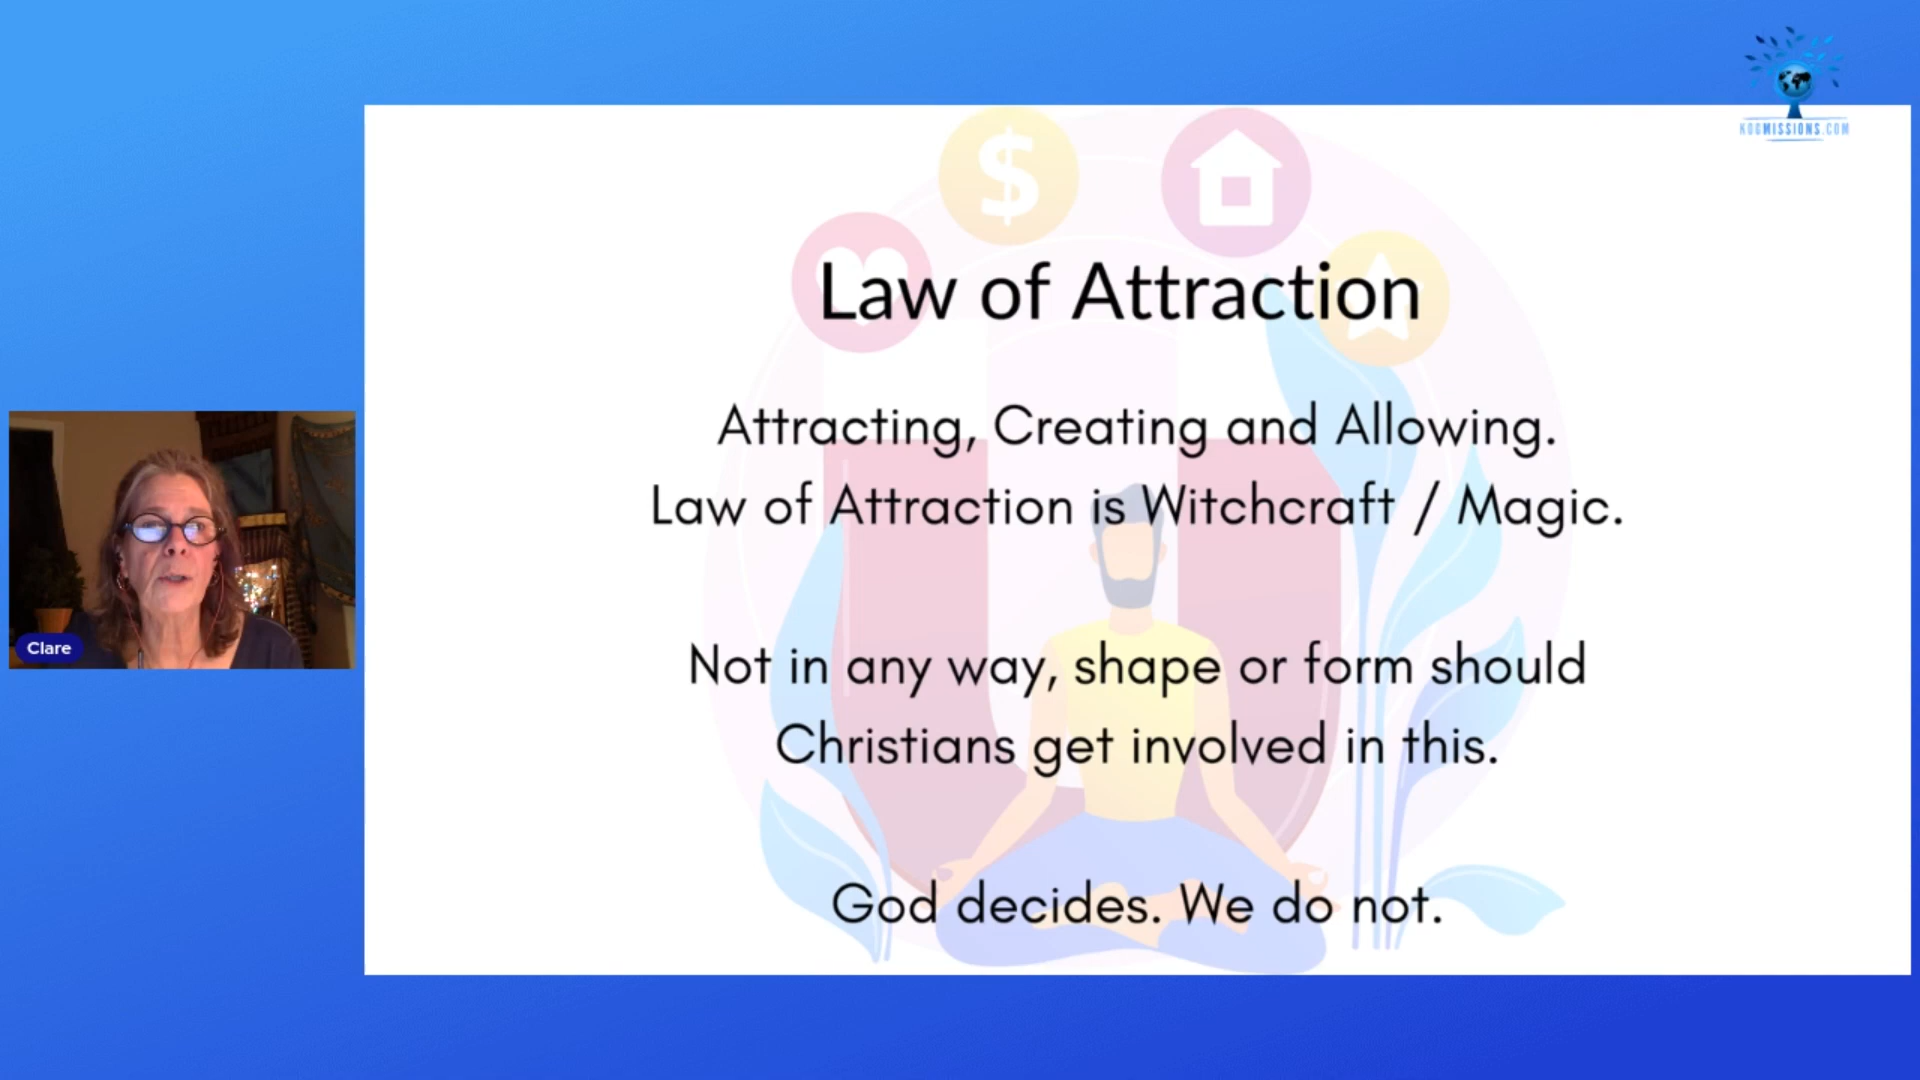 KOGMISSIONS.COM
$
Law of Attraction
Attracting, Creating and Allowing.
Law of Attraction is Witchcraft / Magic.
Not in any way, shape or form should
Christians get involved in this.
God decides. We do not.
Clare